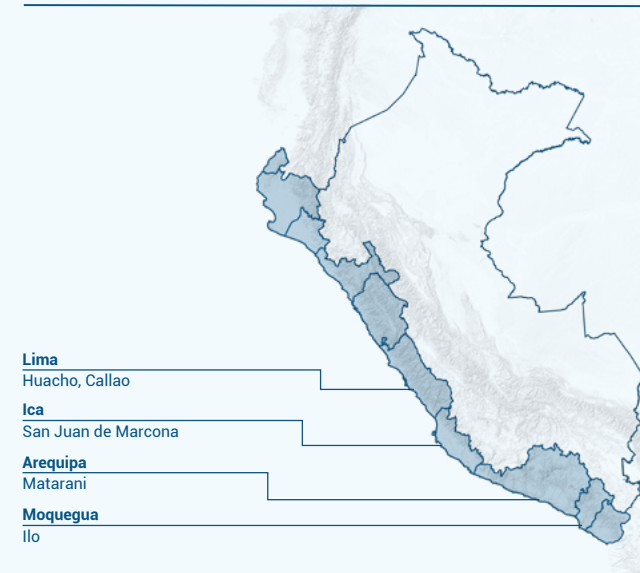 Lima
Huacho, Callao
Ica
San Juan de Marcona
Arequipa
Matarani
Moquegua
Ilo